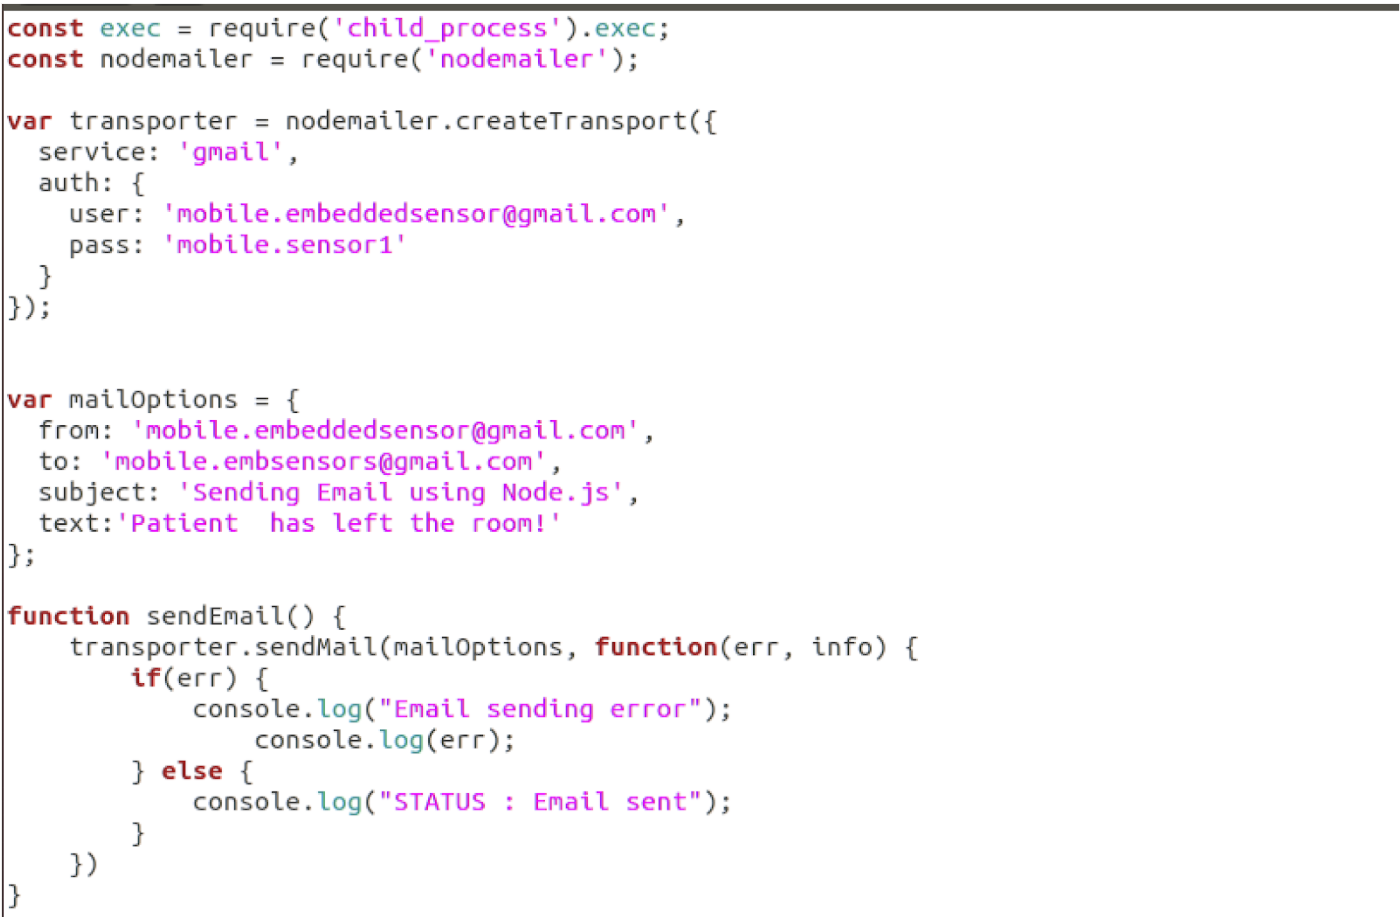 const exec = require('child_process').exec;
const nodemailer = require('nodemailer');

var transporter = nodemailer.createTransport({
  service: 'gmail',
  auth: {
    user: 'mobile.embeddedsensor@gmail.com',
    pass: 'mobile.sensor1'
  }
});

var mailOptions = {
  from: 'mobile.embeddedsensor@gmail.com',
  to: 'mobile.embsensors@gmail.com',
  subject: 'Sending Email using Node.js',
  text:'Patient  has left the room!'
};

function sendEmail() {
    transporter.sendMail(mailOptions, function(err, info) {
        if(err) {
            console.log("Email sending error");
                console.log(err);
        } else {
            console.log("STATUS : Email sent");
        }
    })
}